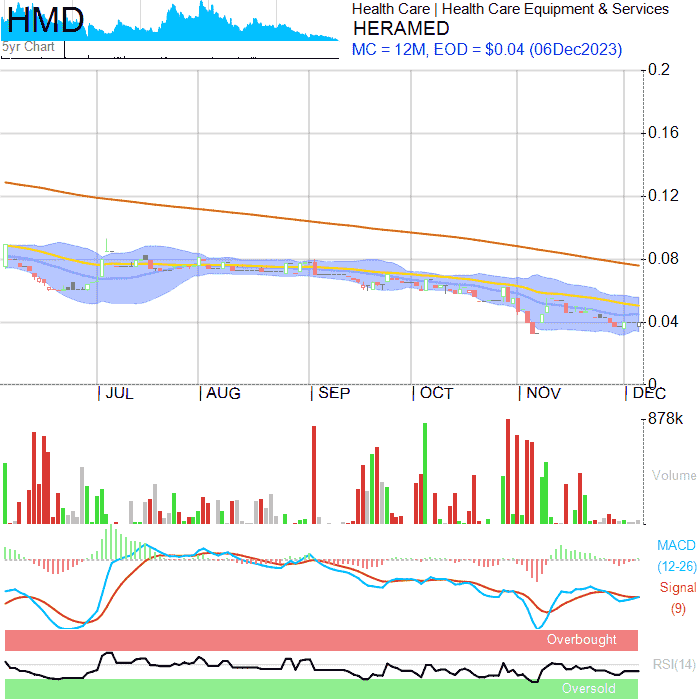 HMD
5yr Chart
Health Care | Health Care Equipment & Services
HERAMED
MC = 12M, EOD = $0.04 (06Dec2023)
0.2
0.16
0.12
0.08
0.04
0
| JUL | AUG | SEP | OCT | NOV | DEC
878k
Volume
MACD
(12-26)
Signal
(9)
Overbought
RSI(14)
Oversold